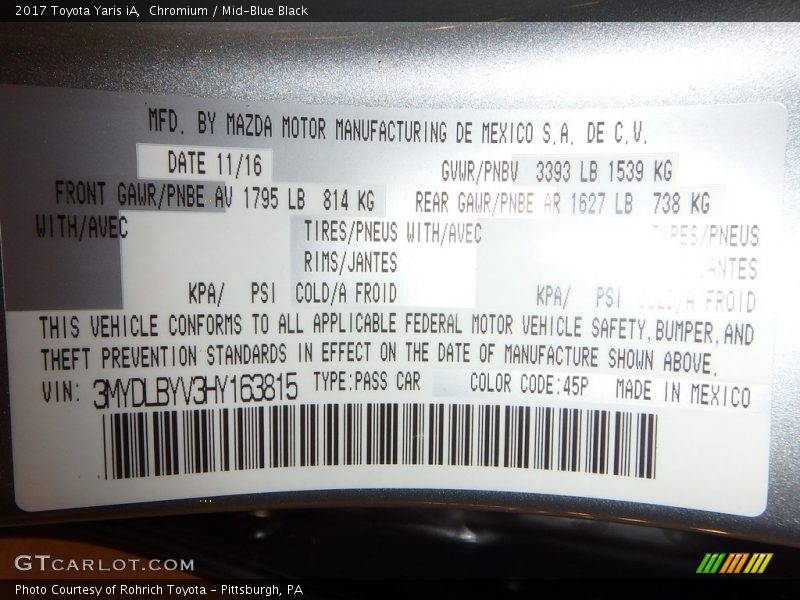 2017 Toyota Yaris iA,  Chromium / Mid-Blue Black
MFD. BY MAZDA MOTOR MANUFACTURING DE MEXICO S.A. DE C.V.
DATE 11/16 GVWR/PNBV 3393 LB 1539 KG
FRONT GAWR/PNBE AV 1795 LB 814 KG REAR GAWR/PNBE AR 1627 LB 738 KG
WITH/AVEC TIRES/PNEUS WITH/AVEC TIRES/PNEUS
RIMS/JANTES /JANTES
KPA/ PSI COLD/A FROID KPA/ PSI COLD/A FROID
THIS VEHICLE CONFORMS TO ALL APPLICABLE FEDERAL MOTOR VEHICLE SAFETY, BUMPER, AND
THEFT PREVENTION STANDARDS IN EFFECT ON THE DATE OF MANUFACTURE SHOWN ABOVE.
VIN: 3MYDLBYV3HY163815 TYPE:PASS CAR COLOR CODE:45P MADE IN MEXICO
GTCARLOT.COM
Photo Courtesy of Rohrich Toyota - Pittsburgh, PA